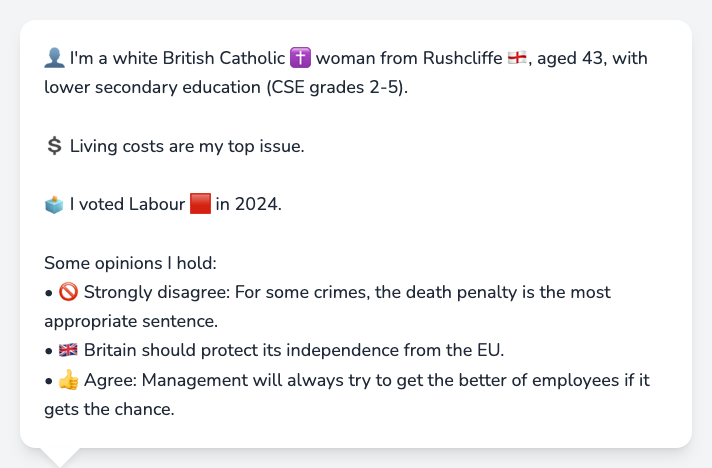 👤 I'm a white British Catholic ✝️ woman from Rushcliffe 🏴󠁧󠁢󠁥󠁮󠁧󠁿, aged 43, with
lower secondary education (CSE grades 2-5).
💲 Living costs are my top issue.
🗳️ I voted Labour 🟥 in 2024.
Some opinions I hold:
• 🚫 Strongly disagree: For some crimes, the death penalty is the most
appropriate sentence.
• 🇬🇧 Britain should protect its independence from the EU.
• 👍 Agree: Management will always try to get the better of employees if it
gets the chance.